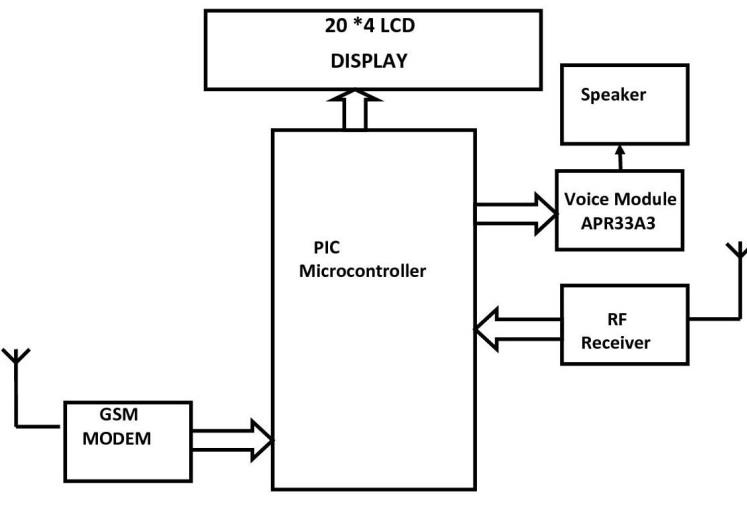 20 *4 LCD
DISPLAY
Speaker
Voice Module
APR33A3
PIC
Microcontroller
RF
Receiver
GSM
MODEM